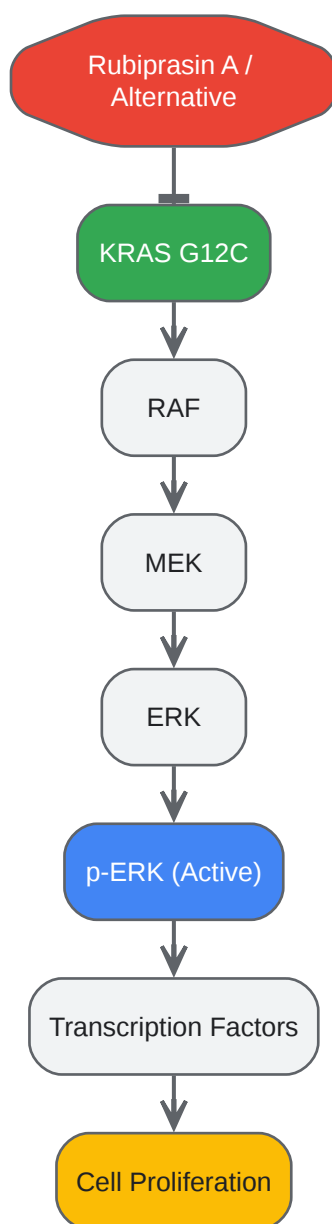 Rubiprasin A /
Alternative
KRAS G12C
RAF
MEK
ERK
p-ERK (Active)
Transcription Factors
Cell Proliferation